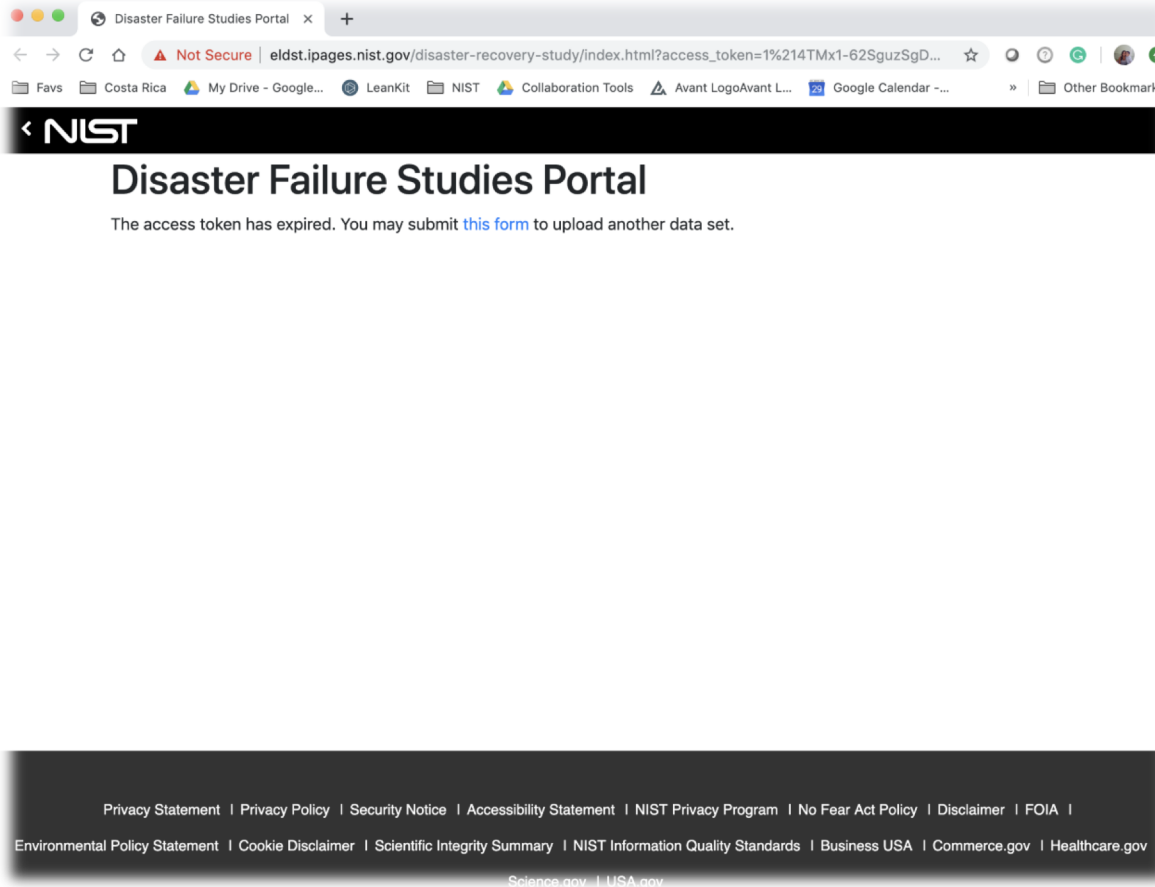 Disaster Failure Studies Portal
Not Secure | eldst.ipages.nist.gov/disaster-recovery-study/index.html?access_token=1%214TMx1-62SguzSgD...
Favs Costa Rica My Drive - Google... LeanKit NIST Collaboration Tools Avant LogoAvant L... 29 Google Calendar -... » Other Bookmark
NIST
Disaster Failure Studies Portal
The access token has expired. You may submit this form to upload another data set.
Privacy Statement | Privacy Policy | Security Notice | Accessibility Statement | NIST Privacy Program | No Fear Act Policy | Disclaimer | FOIA |
Environmental Policy Statement | Cookie Disclaimer | Scientific Integrity Summary | NIST Information Quality Standards | Business USA | Commerce.gov | Healthcare.gov
Science.gov | USA.gov